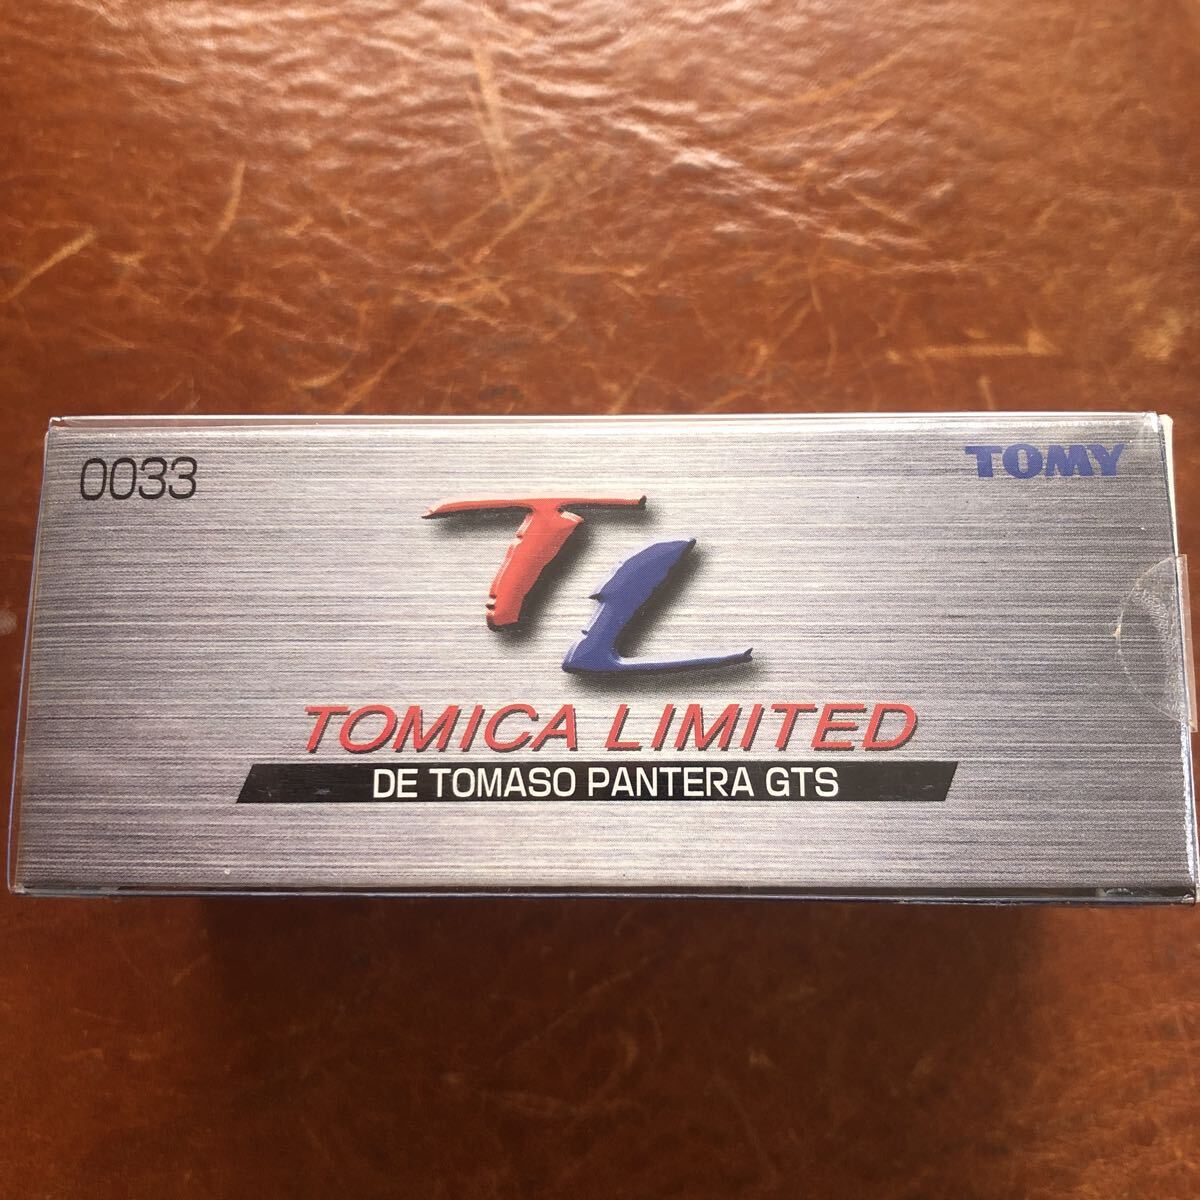 0033
TOMY
TL
TOMICA LIMITED
DE TOMASO PANTERA GTS